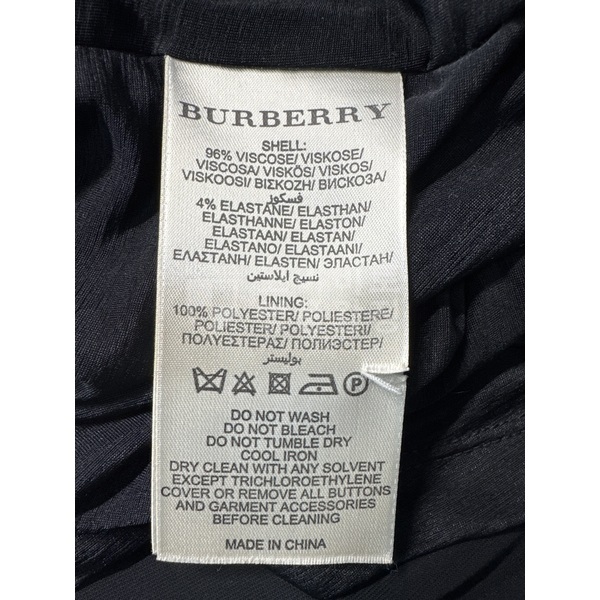 BURBERRY
SHELL:
96% VISCOSE/ VISKOSE/
VISCOSA/ VISKÓS/ VISKOS/
VISKOOSI/ ΒΙΣΚΟΖΗ/ ВИСКОЗА/
فسكوز
4% ELASTANE/ ELASTHAN/
ELASTHANNE/ ELASTON/
ELASTAAN/ ELASTAN/
ELASTANO/ ELASTAANI/
ΕΛΑΣΤΑΝΗ/ ELASTEN/ ЭЛАСТАН/
نسيج ايلاستين
LINING:
100% POLYESTER/ POLIESTERE/
POLIESTER/ POLYESTERI/
ΠΟΛΥΕΣΤΕΡΑΣ/ ПОЛИЭСТЕР/
بوليستر
P
DO NOT WASH
DO NOT BLEACH
DO NOT TUMBLE DRY
COOL IRON
DRY CLEAN WITH ANY SOLVENT
EXCEPT TRICHLOROETHYLENE
COVER OR REMOVE ALL BUTTONS
AND GARMENT ACCESSORIES
BEFORE CLEANING
MADE IN CHINA